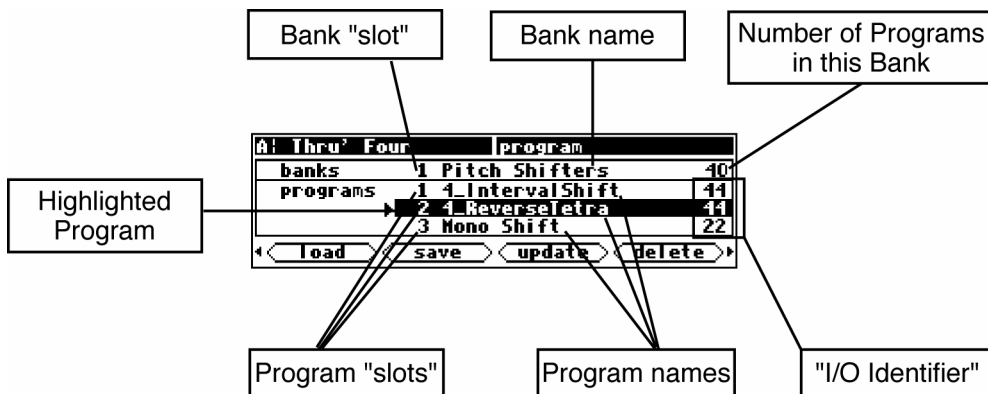 Bank "slot"
Bank name
Number of Programs
in this Bank
A¦ Thru' Four program
banks 1 Pitch Shifters 40
programs 1 4_IntervalShift 44
2 4_ReverseTetra 44
3 Mono Shift 22
load save update delete
Highlighted
Program
Program "slots"
Program names
"I/O Identifier"